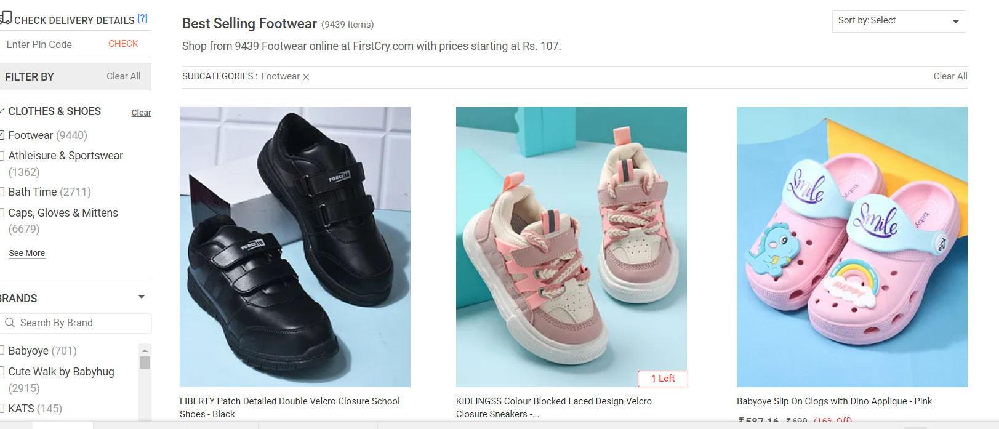 CHECK DELIVERY DETAILS [?]
Enter Pin Code CHECK
FILTER BY Clear All
CLOTHES & SHOES Clear
Footwear (9440)
Athleisure & Sportswear
(1362)
Bath Time (2711)
Caps, Gloves & Mittens
(6679)
See More
BRANDS
Search By Brand
Babyoye (701)
Cute Walk by Babyhug
(2915)
KATS (145)
Best Selling Footwear (9439 Items)
Sort by: Select
Shop from 9439 Footwear online at FirstCry.com with prices starting at Rs. 107.
SUBCATEGORIES : Footwear × Clear All
FORCE 10
FORCE 10
LIBERTY Patch Detailed Double Velcro Closure School
Shoes - Black
1 Left
KIDLINGSS Colour Blocked Laced Design Velcro
Closure Sneakers -...
Smile
Smile
HAPPY
Babyoye Slip On Clogs with Dino Applique - Pink
₹587.16 ₹699 (16% Off)